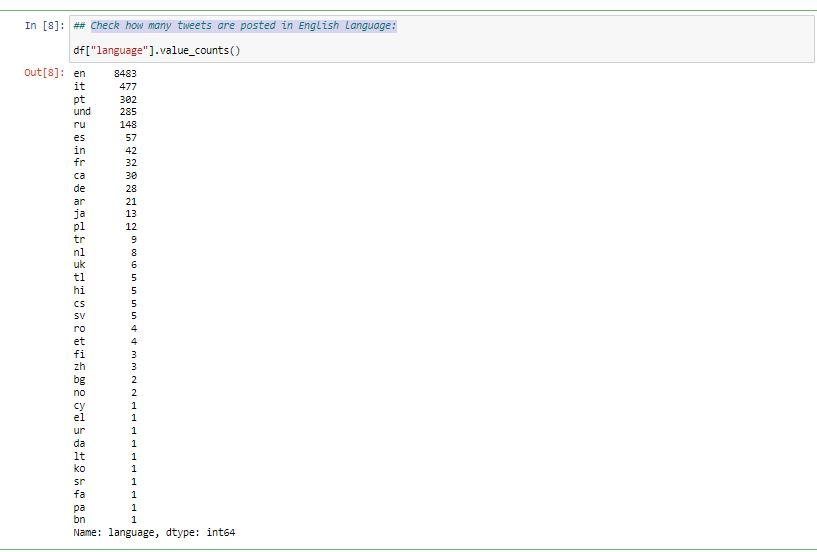 In [8]: ## Check how many tweets are posted in English Language:
df["language"].value_counts()
Out[8]: en 8483
it 477
pt 302
und 285
ru 148
es 57
in 42
fr 32
ca 30
de 28
ar 21
ja 13
pl 12
tr 9
nl 8
uk 6
tl 5
hi 5
cs 5
sv 5
ro 4
et 4
fi 3
zh 3
bg 2
no 2
cy 1
el 1
ur 1
da 1
lt 1
ko 1
sr 1
fa 1
pa 1
bn 1
Name: language, dtype: int64